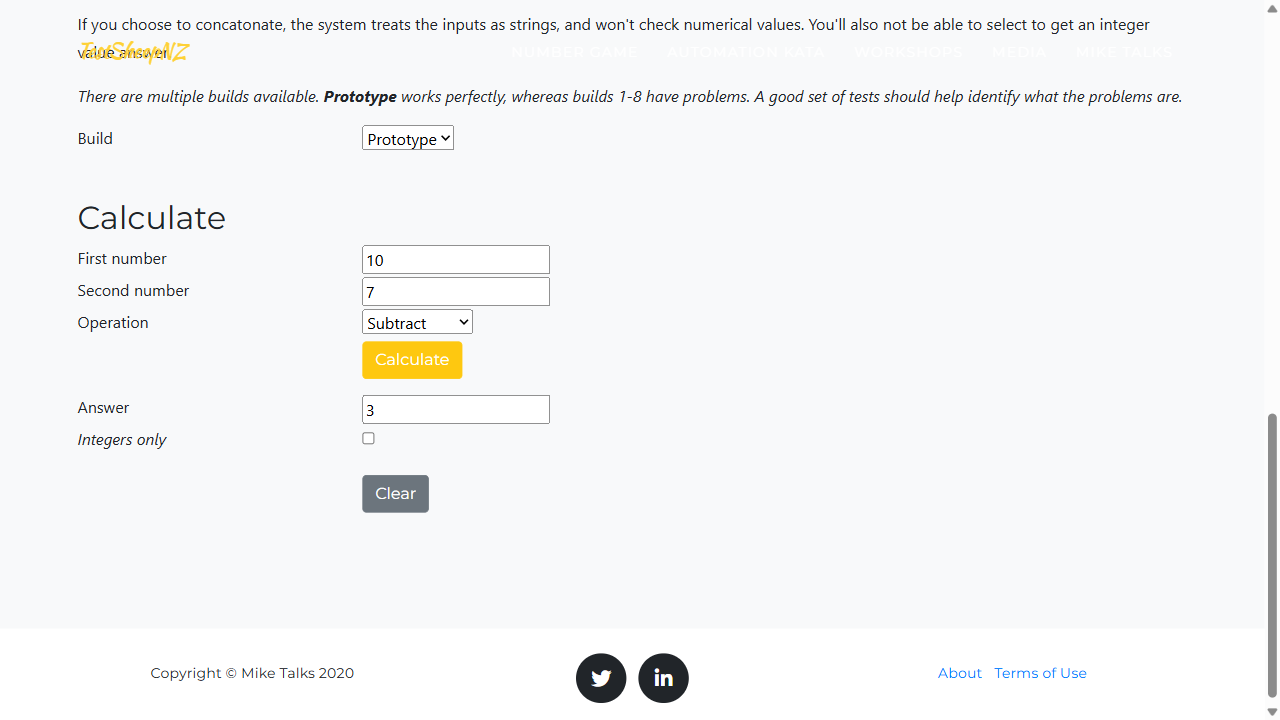 If you choose to concatonate, the system treats the inputs as strings, and won't check numerical values. You'll also not be able to select to get an integer
value answer.
TestSheepNZ
NUMBER GAME AUTOMATION KATA WORKSHOPS MEDIA MIKE TALKS
There are multiple builds available. Prototype works perfectly, whereas builds 1-8 have problems. A good set of tests should help identify what the problems are.
Build Prototype
Calculate
First number 10
Second number 7
Operation Subtract
Calculate
Answer 3
Integers only
Clear
Copyright © Mike Talks 2020
About Terms of Use